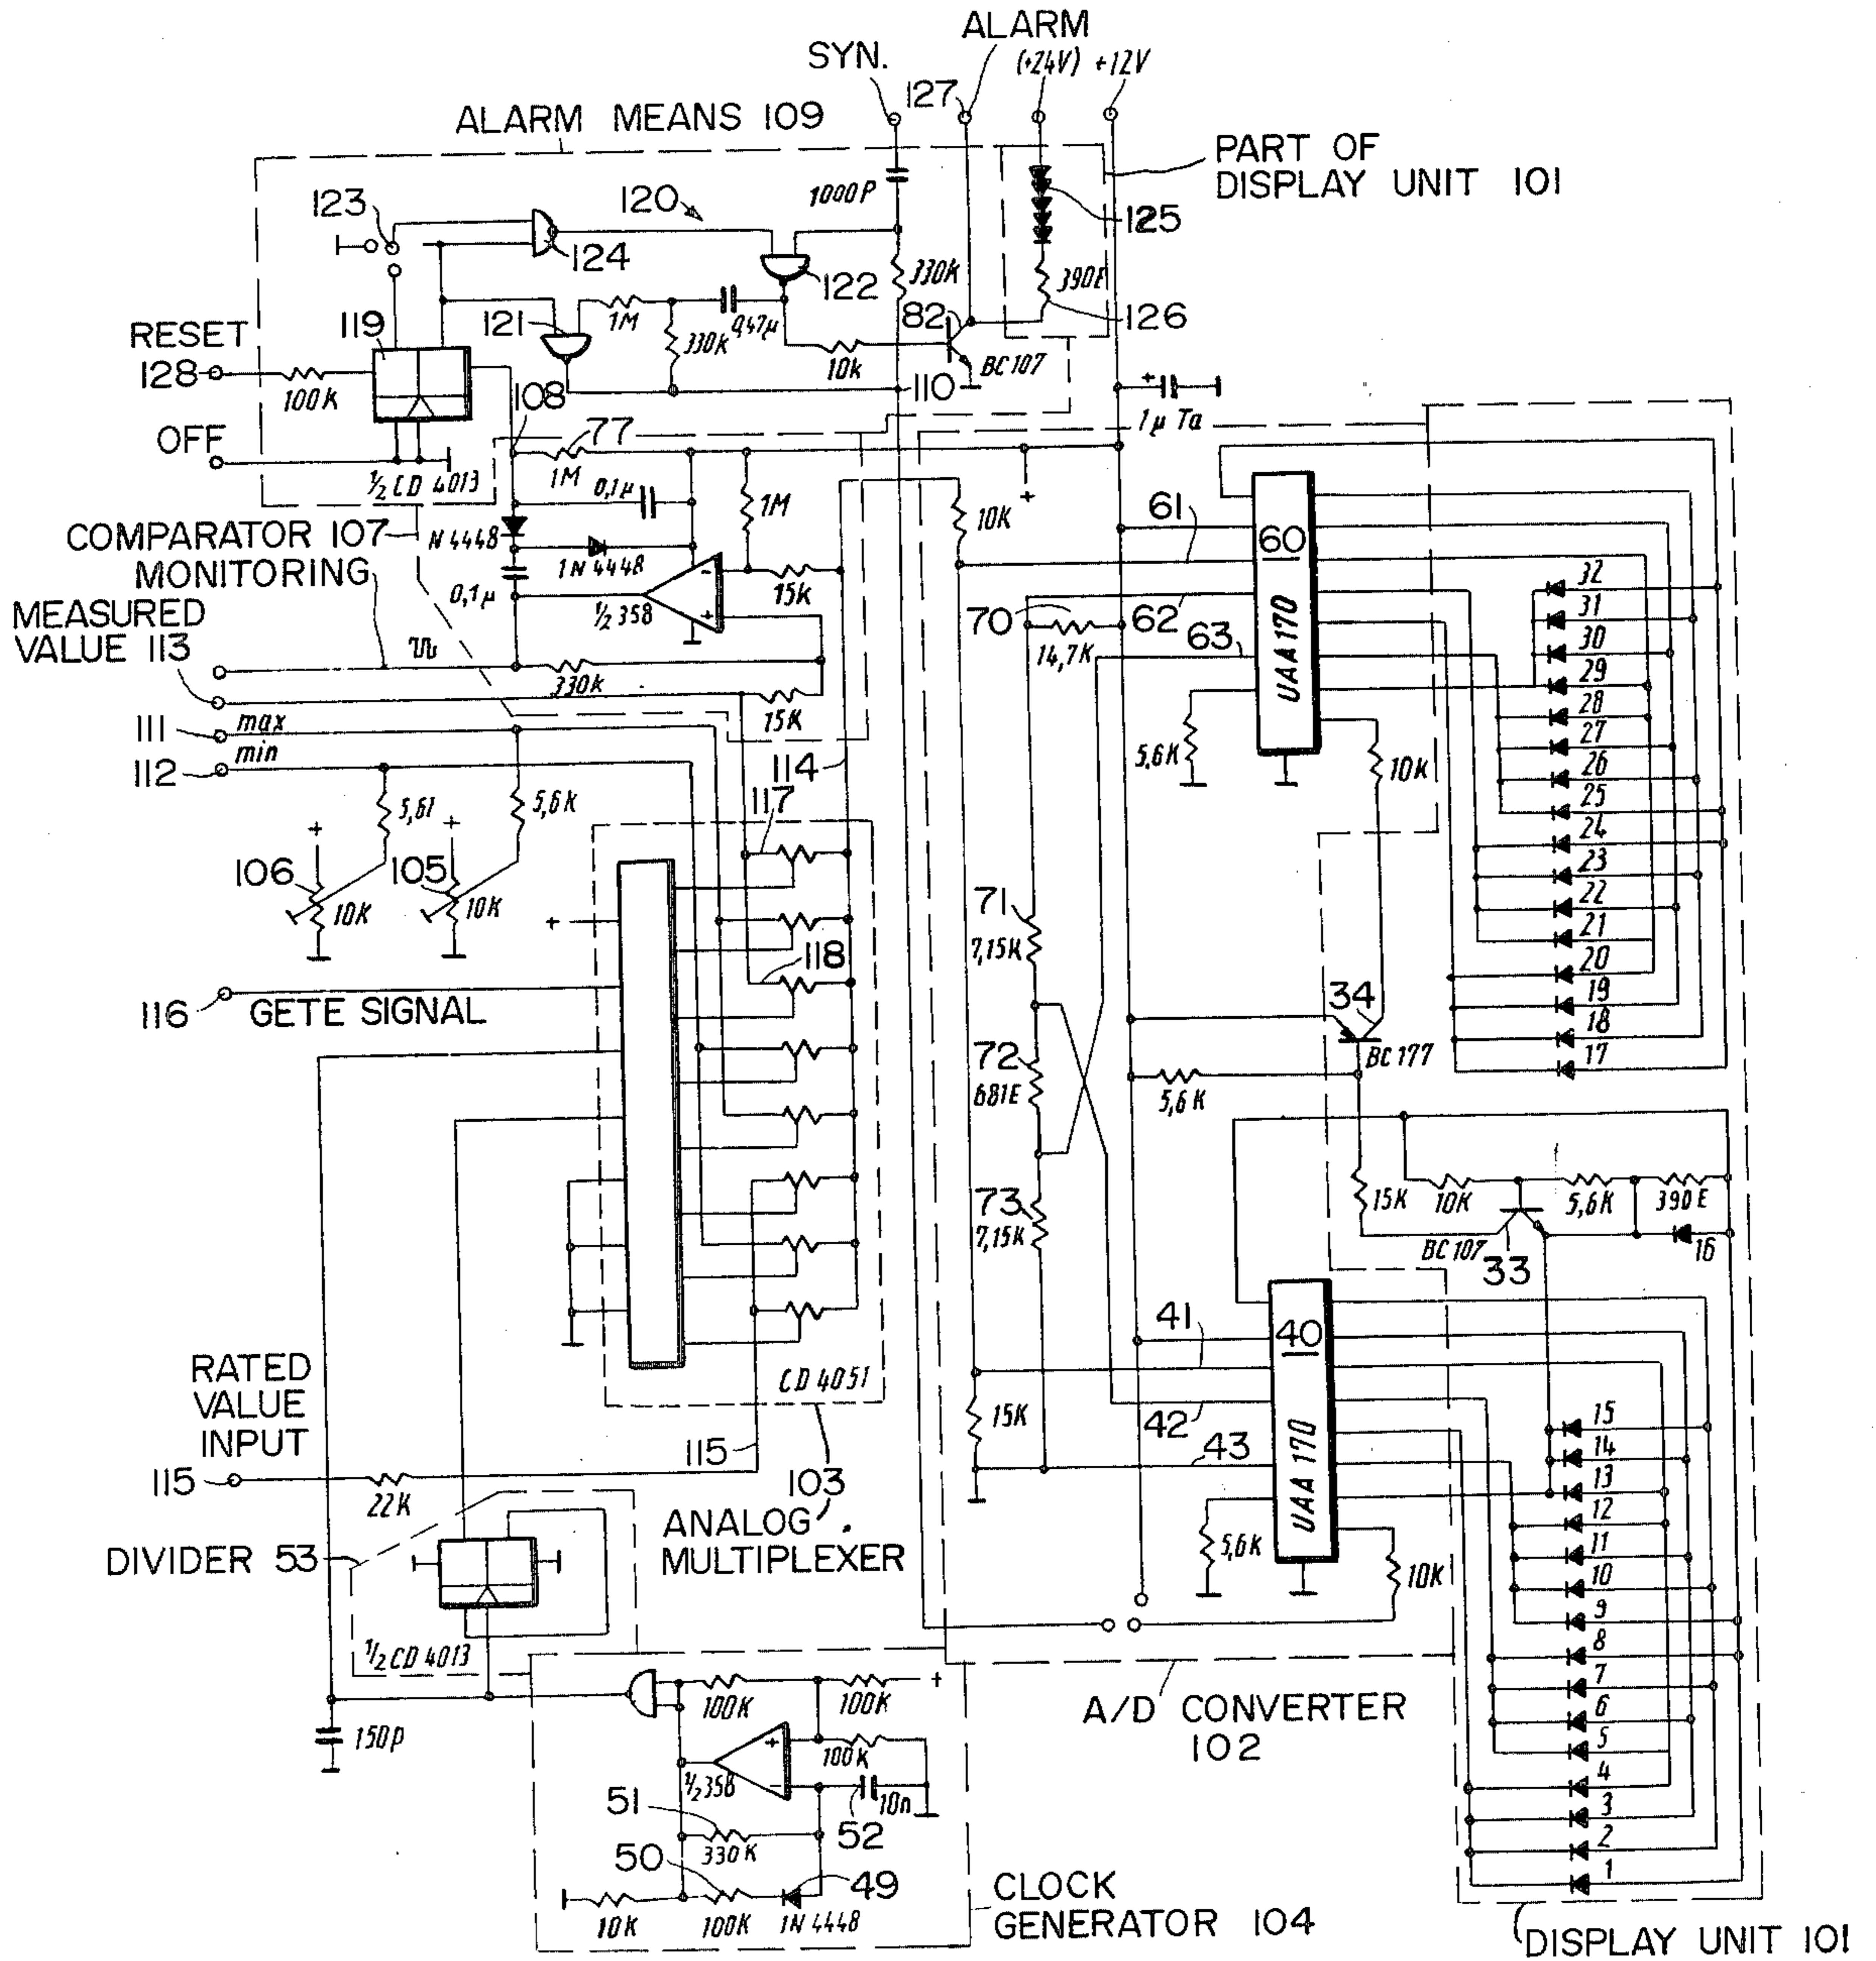 ALARM
SYN.
(+24V) +12V
127
ALARM MEANS 109
PART OF
DISPLAY UNIT 101
1000P
123
120
125
124
122
330K
390E
126
119
121
1M
0,47µ
82
RESET
128
330K
10k
BC 107
110
100K
108
77
1µ Ta
+
OFF
1M
½ CD 4013
0,1µ
1M
10K
61
60
COMPARATOR 107
N 4448
MONITORING
1N 4448
-
15k
32
0,1µ
½ 358
+
UAA 170
31
MEASURED
70
62
30
VALUE 113
14,7K
63
29
330K
28
111
max
15K
27
112
min
114
5,6K
10K
26
5,61
5,6K
117
25
+
+
24
106
105
23
10K
10K
22
+
71
21
7,15K
118
20
34
19
116
GETE SIGNAL
18
72
BC 177
17
681E
5,6K
73
15K
10K
5,6K
390E
7,15K
BC 107
16
33
41
40
RATED
VALUE
INPUT
CD 4051
15K
42
UAA 170
15
14
115
43
13
115
22K
103
12
ANALOG
MULTIPLEXER
11
DIVIDER 53
5,6K
10K
10
9
½ CD 4013
8
7
100K
100K
+
6
A/D CONVERTER
102
5
150p
+
100K
4
½ 358
-
10n
3
51
52
330K
2
50
49
1
CLOCK
GENERATOR 104
10K
100K
1N 4448
DISPLAY UNIT 101